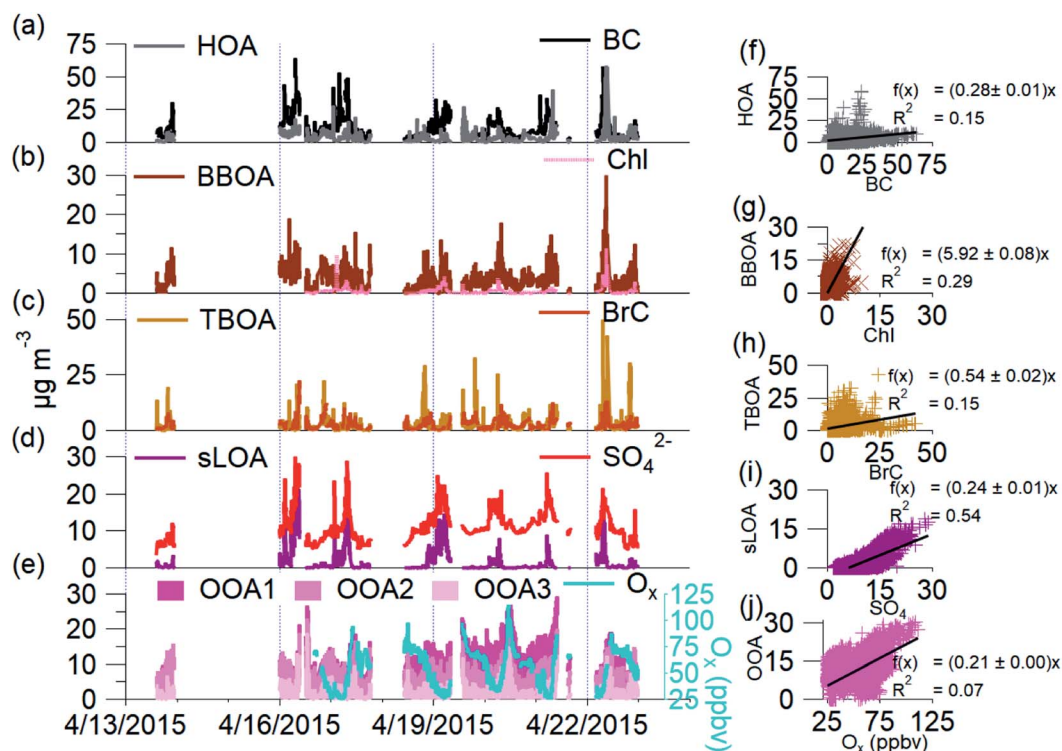 (a)
75
50
25
0
HOA
BC
(b)
30
20
10
0
BBOA
Chl
(c)
50
25
0
TBOA
BrC
(d)
30
20
10
0
sLOA
SO₄²⁻
(e)
30
20
10
0
OOA1 OOA2 OOA3 Oₓ
125
100
75
50
25
Oₓ (ppbv)
µg m⁻³
4/13/2015 4/16/2015 4/19/2015 4/22/2015
(f)
HOA
75
50
25
0
f(x) = (0.28± 0.01)x
R² = 0.15
0 25 50 75
BC
(g)
BBOA
30
15
0
f(x) = (5.92 ± 0.08)x
R² = 0.29
0 15 30
Chl
(h)
TBOA
50
25
0
f(x) = (0.54 ± 0.02)x
R² = 0.15
0 25 50
BrC
(i)
sLOA
30
15
0
f(x) = (0.24 ± 0.01)x
R² = 0.54
0 15 30
SO₄
(j)
OOA
30
15
0
f(x) = (0.21 ± 0.00)x
R² = 0.07
25 75 125
Oₓ (ppbv)